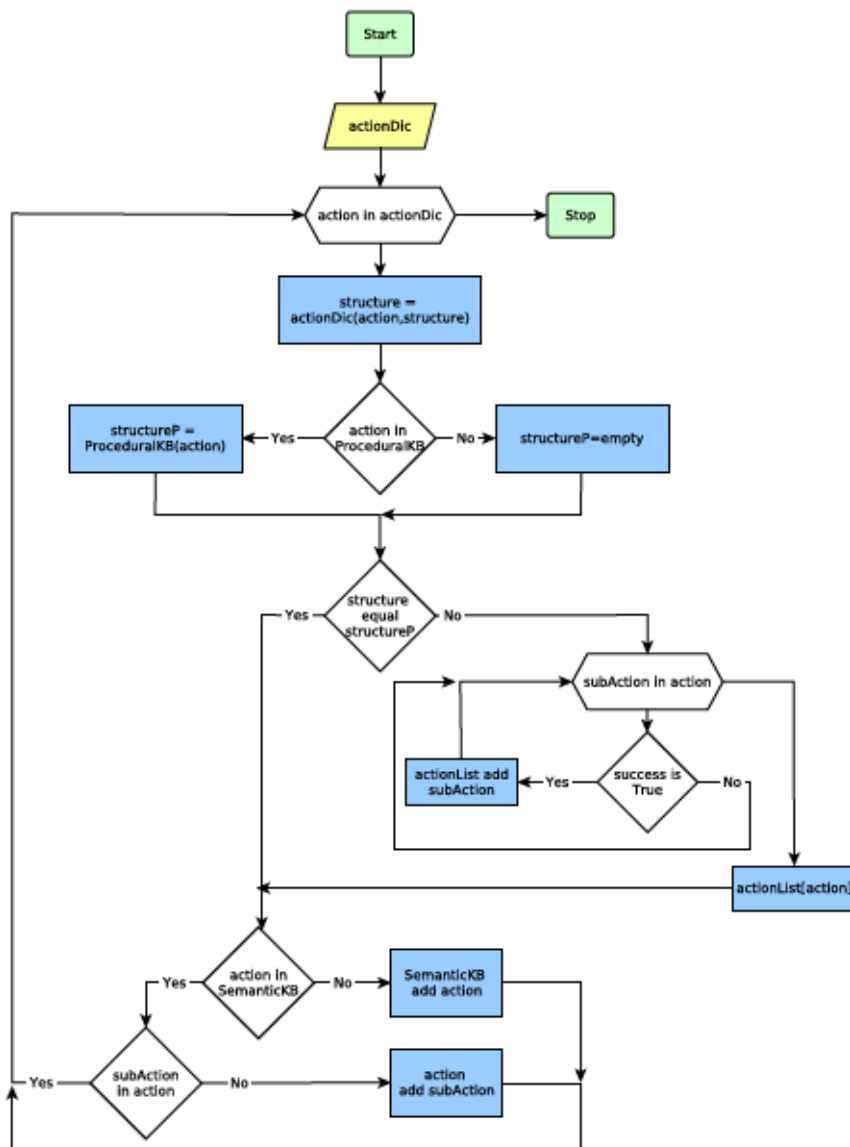 Start
actionDic
action in actionDic
Stop
structure =
actionDic(action,structure)
structureP =
ProceduralKB(action)
Yes
action in
ProceduralKB
No
structureP=empty
Yes
structure
equal
structureP
No
subAction in action
actionList add
subAction
Yes
success is
True
No
actionList[action]
Yes
action in
SemanticKB
No
SemanticKB
add action
Yes
subAction
in action
No
action
add subAction